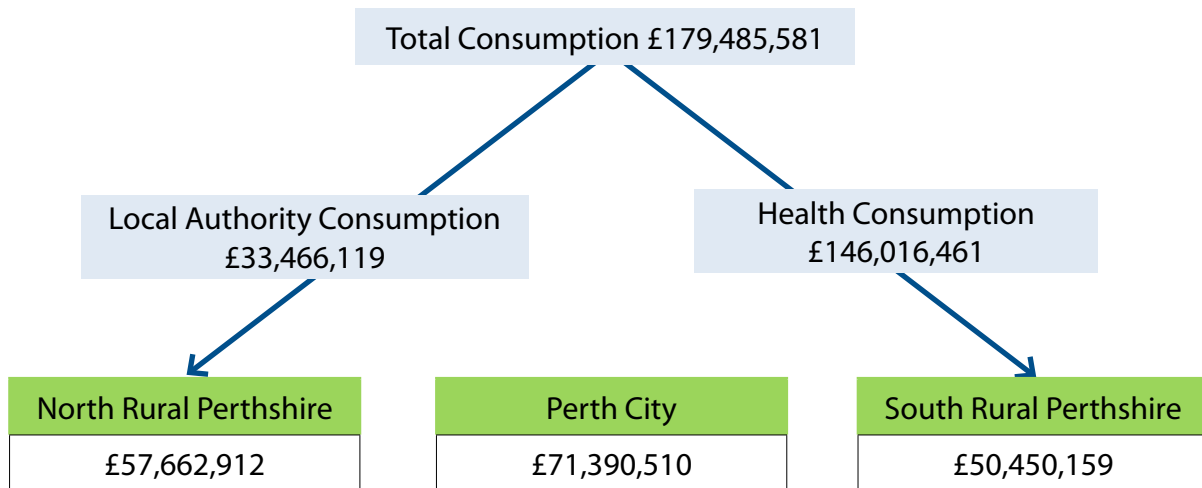 Total Consumption £179,485,581
Local Authority Consumption
£33,466,119
Health Consumption
£146,016,461
North Rural Perthshire
Perth City
South Rural Perthshire
£57,662,912
£71,390,510
£50,450,159